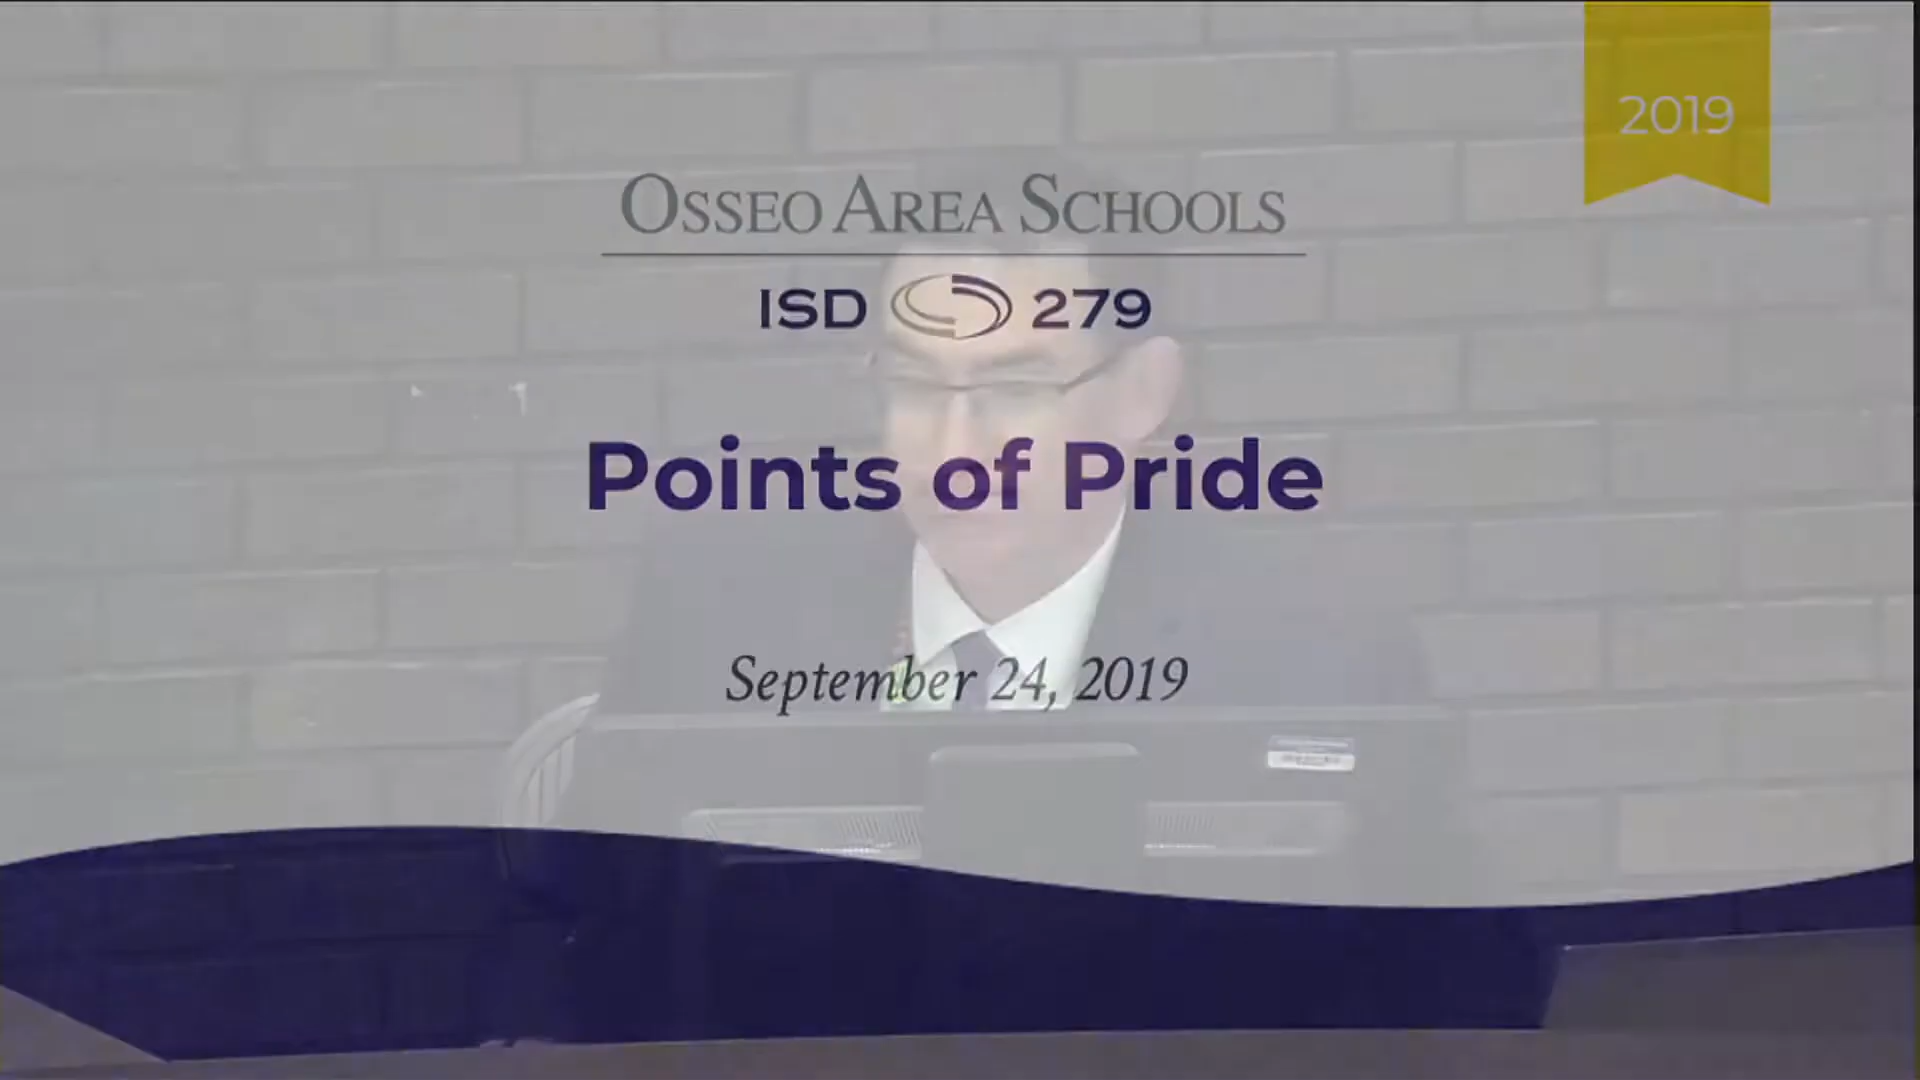 2019
OSSEO AREA SCHOOLS
ISD 279
Points of Pride
September 24, 2019